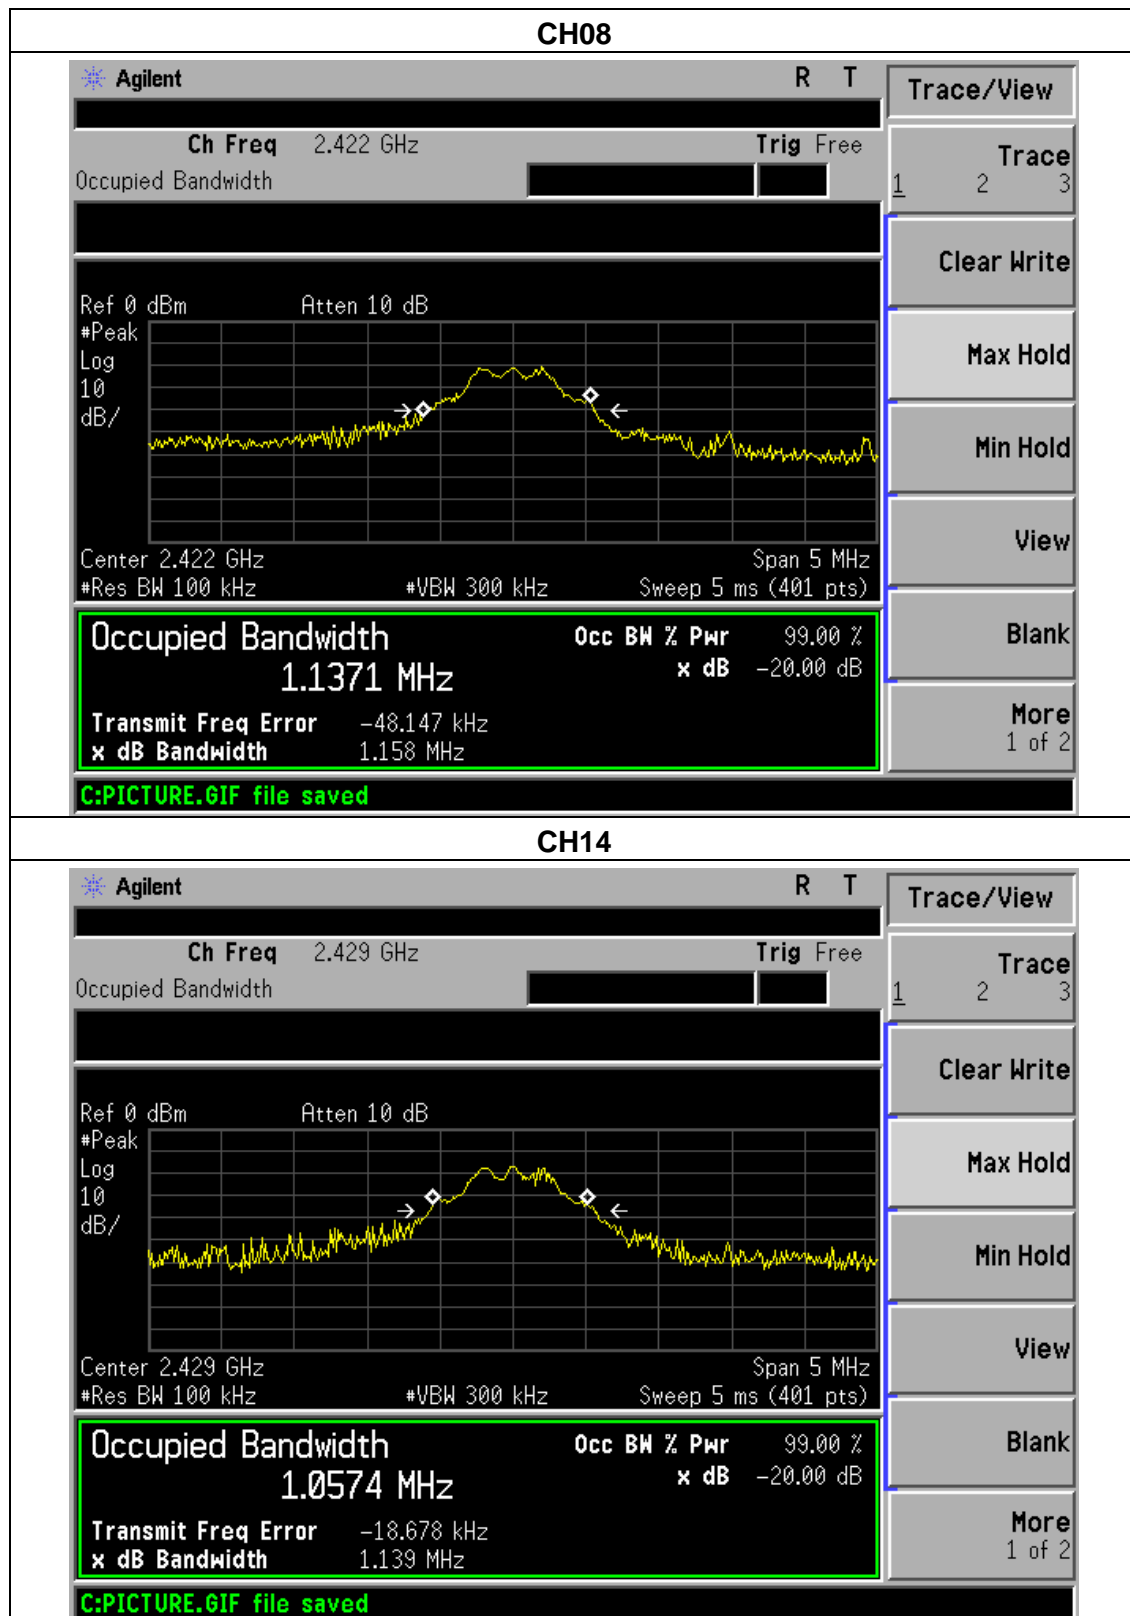 CH08
Agilent R T
Trace/View
Ch Freq 2.422 GHz Trig Free
Occupied Bandwidth
Trace
1 2 3
Clear Write
Max Hold
Min Hold
View
Blank
More
1 of 2
Ref 0 dBm Atten 10 dB
#Peak
Log
10
dB/
Center 2.422 GHz Span 5 MHz
#Res BW 100 kHz #VBW 300 kHz Sweep 5 ms (401 pts)
Occupied Bandwidth Occ BW % Pwr 99.00 %
1.1371 MHz x dB -20.00 dB
Transmit Freq Error -48.147 kHz
x dB Bandwidth 1.158 MHz
C:PICTURE.GIF file saved
CH14
Agilent R T
Trace/View
Ch Freq 2.429 GHz Trig Free
Occupied Bandwidth
Trace
1 2 3
Clear Write
Max Hold
Min Hold
View
Blank
More
1 of 2
Ref 0 dBm Atten 10 dB
#Peak
Log
10
dB/
Center 2.429 GHz Span 5 MHz
#Res BW 100 kHz #VBW 300 kHz Sweep 5 ms (401 pts)
Occupied Bandwidth Occ BW % Pwr 99.00 %
1.0574 MHz x dB -20.00 dB
Transmit Freq Error -18.678 kHz
x dB Bandwidth 1.139 MHz
C:PICTURE.GIF file saved